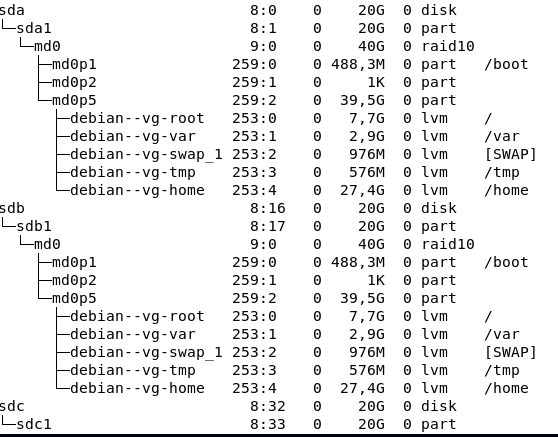 sda 8:0 0 20G 0 disk
└─sda1 8:1 0 20G 0 part
└─md0 9:0 0 40G 0 raid10
├─md0p1 259:0 0 488,3M 0 part /boot
├─md0p2 259:1 0 1K 0 part
└─md0p5 259:2 0 39,5G 0 part
├─debian--vg-root 253:0 0 7,7G 0 lvm /
├─debian--vg-var 253:1 0 2,9G 0 lvm /var
├─debian--vg-swap_1 253:2 0 976M 0 lvm [SWAP]
├─debian--vg-tmp 253:3 0 576M 0 lvm /tmp
└─debian--vg-home 253:4 0 27,4G 0 lvm /home
sdb 8:16 0 20G 0 disk
└─sdb1 8:17 0 20G 0 part
└─md0 9:0 0 40G 0 raid10
├─md0p1 259:0 0 488,3M 0 part /boot
├─md0p2 259:1 0 1K 0 part
└─md0p5 259:2 0 39,5G 0 part
├─debian--vg-root 253:0 0 7,7G 0 lvm /
├─debian--vg-var 253:1 0 2,9G 0 lvm /var
├─debian--vg-swap_1 253:2 0 976M 0 lvm [SWAP]
├─debian--vg-tmp 253:3 0 576M 0 lvm /tmp
└─debian--vg-home 253:4 0 27,4G 0 lvm /home
sdc 8:32 0 20G 0 disk
└─sdc1 8:33 0 20G 0 part